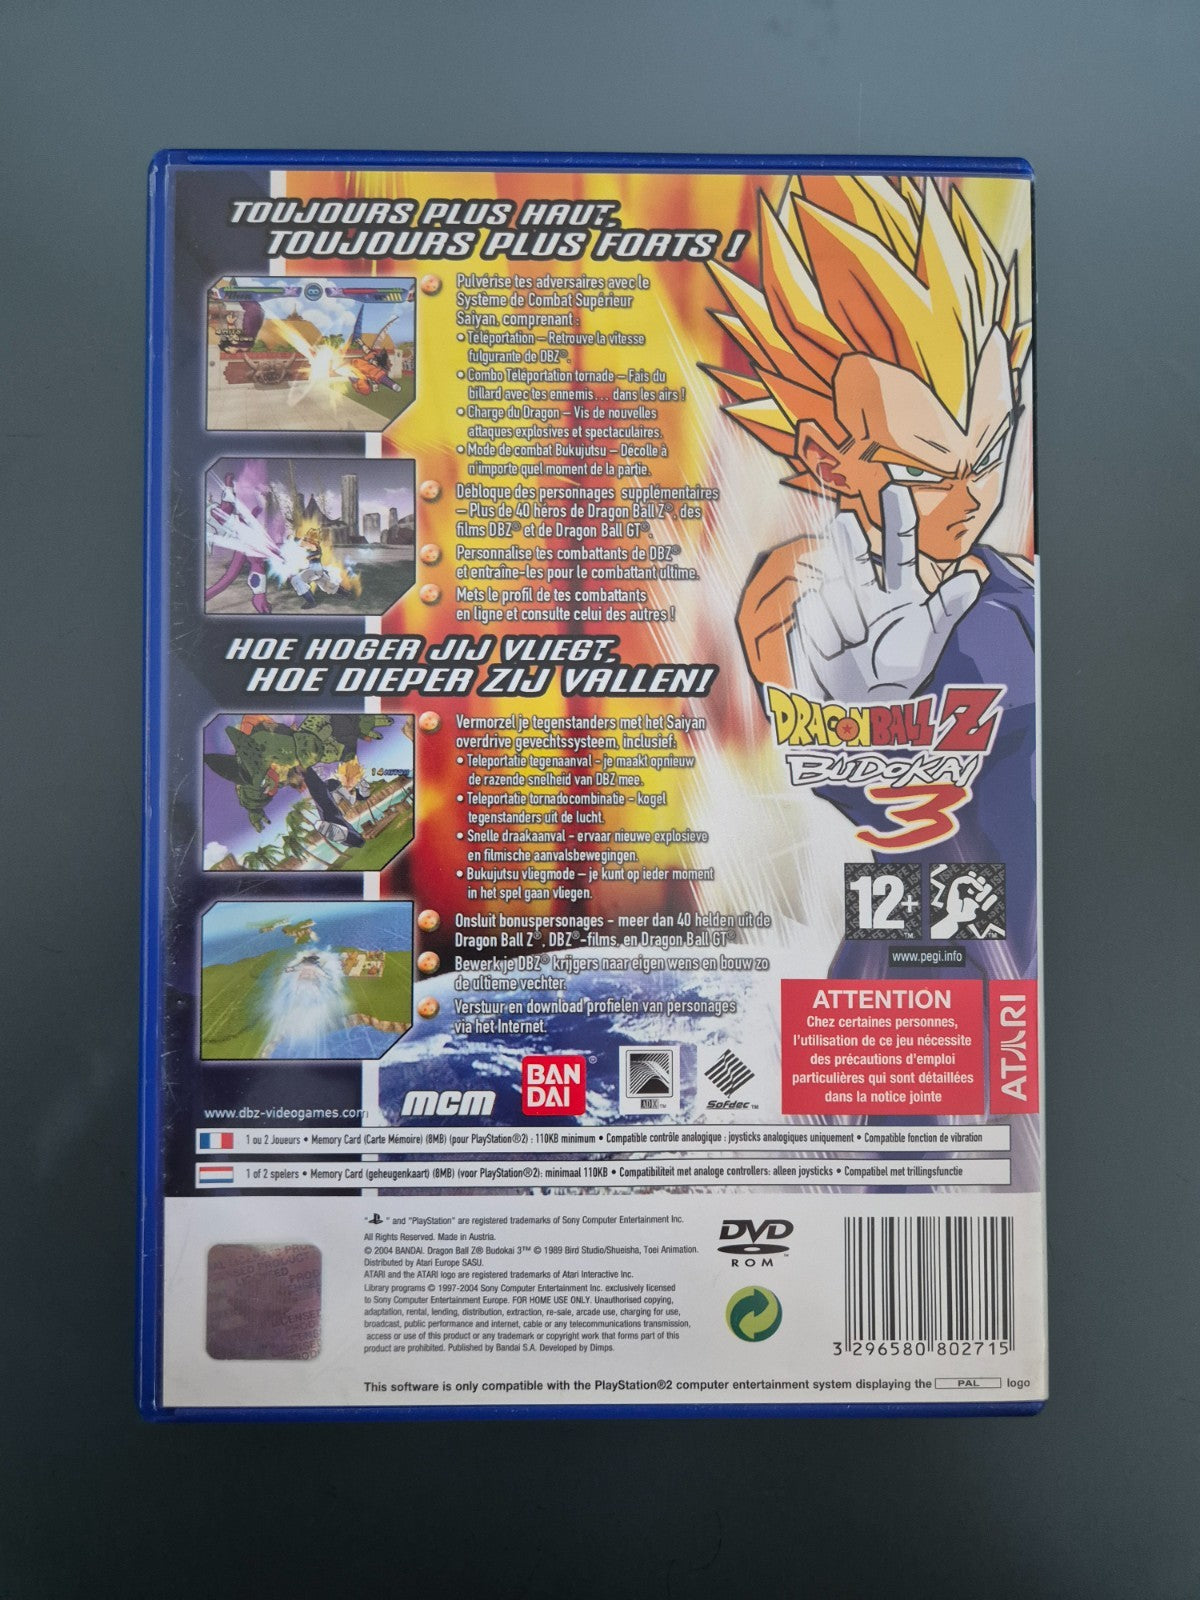 TOUJOURS PLUS HAUT,
TOUJOURS PLUS FORTS !
Pulvérise tes adversaires avec le
Système de Combat Supérieur
Saiyan, comprenant :
• Téléportation – Retrouve la vitesse
fulgurante de DBZ®.
• Combo Téléportation tornade – Fais du
billard avec tes ennemis... dans les airs !
• Charge du Dragon – Vis de nouvelles
attaques explosives et spectaculaires.
• Mode de combat Bukujutsu – Décolle à
n'importe quel moment de la partie.
Débloque des personnages supplémentaires
– Plus de 40 héros de Dragon Ball Z®, des
films DBZ® et de Dragon Ball GT®.
Personnalise tes combattants de DBZ®
et entraîne-les pour le combattant ultime.
Mets le profil de tes combattants
en ligne et consulte celui des autres !
HOE HOGER JIJ VLIEGT,
HOE DIEPER ZIJ VALLEN!
Vermorzel je tegenstanders met het Saiyan
overdrive gevechtssysteem, inclusief:
• Teleportatie tegenaanval - je maakt opnieuw
de razende snelheid van DBZ mee.
• Teleportatie tornadocombinatie - kogel
tegenstanders uit de lucht.
• Snelle draakaanval - ervaar nieuwe explosieve
en filmische aanvalsbewegingen.
• Bukujutsu vliegmode - je kunt op ieder moment
in het spel gaan vliegen.
Onsluit bonuspersonages - meer dan 40 helden uit de
Dragon Ball Z®, DBZ®-films, en Dragon Ball GT®
Bewerk je DBZ® krijgers naar eigen wens en bouw zo
de ultieme vechter.
Verstuur en download profielen van personages
via het Internet.
DRAGON BALL Z
BUDOKAI
3
12+
www.pegi.info
ATTENTION
Chez certaines personnes,
l'utilisation de ce jeu nécessite
des précautions d'emploi
particulières qui sont détaillées
dans la notice jointe
ATARI
www.dbz-videogames.com
mcm
BAN
DAI
®
ADX ™
Sofdec ™
1 ou 2 Joueurs • Memory Card (Carte Mémoire) (8MB) (pour PlayStation®2) : 110KB minimum • Compatible contrôle analogique : joysticks analogiques uniquement • Compatible fonction de vibration
1 of 2 spelers • Memory Card (geheugenkaart) (8MB) (voor PlayStation®2): minimaal 110KB • Compatibiliteit met analoge controllers: alleen joysticks • Compatibel met trillingsfunctie
" " and "PlayStation" are registered trademarks of Sony Computer Entertainment Inc.
All Rights Reserved. Made in Austria.
© 2004 BANDAI. Dragon Ball Z® Budokai 3™ © 1989 Bird Studio/Shueisha, Toei Animation.
Distributed by Atari Europe SASU.
ATARI and the ATARI logo are registered trademarks of Atari Interactive Inc.
Library programs © 1997-2004 Sony Computer Entertainment Inc. exclusively licensed
to Sony Computer Entertainment Europe. FOR HOME USE ONLY. Unauthorised copying,
adaptation, rental, lending, distribution, extraction, re-sale, arcade use, charging for use,
broadcast, public performance and internet, cable or any telecommunications transmission,
access or use of this product or any trademark or copyright work that forms part of this
product are prohibited. Published by Bandai S.A. Developed by Dimps.
DVD
ROM
3 296580 802715
This software is only compatible with the PlayStation®2 computer entertainment system displaying the PAL logo